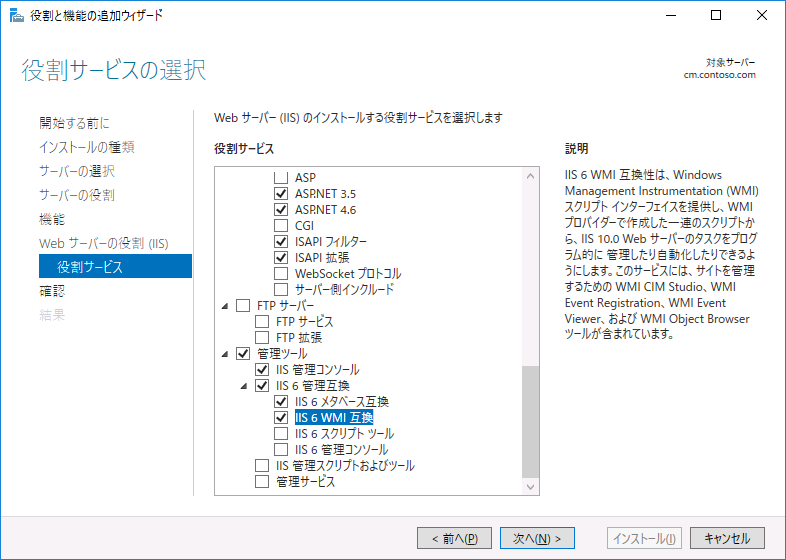 役割と機能の追加ウィザード
役割サービスの選択
対象サーバー
cm.contoso.com
開始する前に
インストールの種類
サーバーの選択
サーバーの役割
機能
Web サーバーの役割 (IIS)
役割サービス
確認
結果
Web サーバー (IIS) のインストールする役割サービスを選択します
役割サービス
ASP
ASP.NET 3.5
ASP.NET 4.6
CGI
ISAPI フィルター
ISAPI 拡張
WebSocket プロトコル
サーバー側インクルード
FTP サーバー
FTP サービス
FTP 拡張
管理ツール
IIS 管理コンソール
IIS 6 管理互換
IIS 6 メタベース互換
IIS 6 WMI 互換
IIS 6 スクリプト ツール
IIS 6 管理コンソール
IIS 管理スクリプトおよびツール
管理サービス
説明
IIS 6 WMI 互換性は、Windows
Management Instrumentation (WMI)
スクリプト インターフェイスを提供し、WMI
プロバイダーで作成した一連のスクリプトか
ら、IIS 10.0 Web サーバーのタスクをプログ
ラム的に 管理したり自動化したりできるよ
うにします。このサービスには、サイトを管理
するための WMI CIM Studio、WMI
Event Registration、WMI Event
Viewer、および WMI Object Browser
ツールが含まれています。
< 前へ(P)
次へ(N) >
インストール(I)
キャンセル